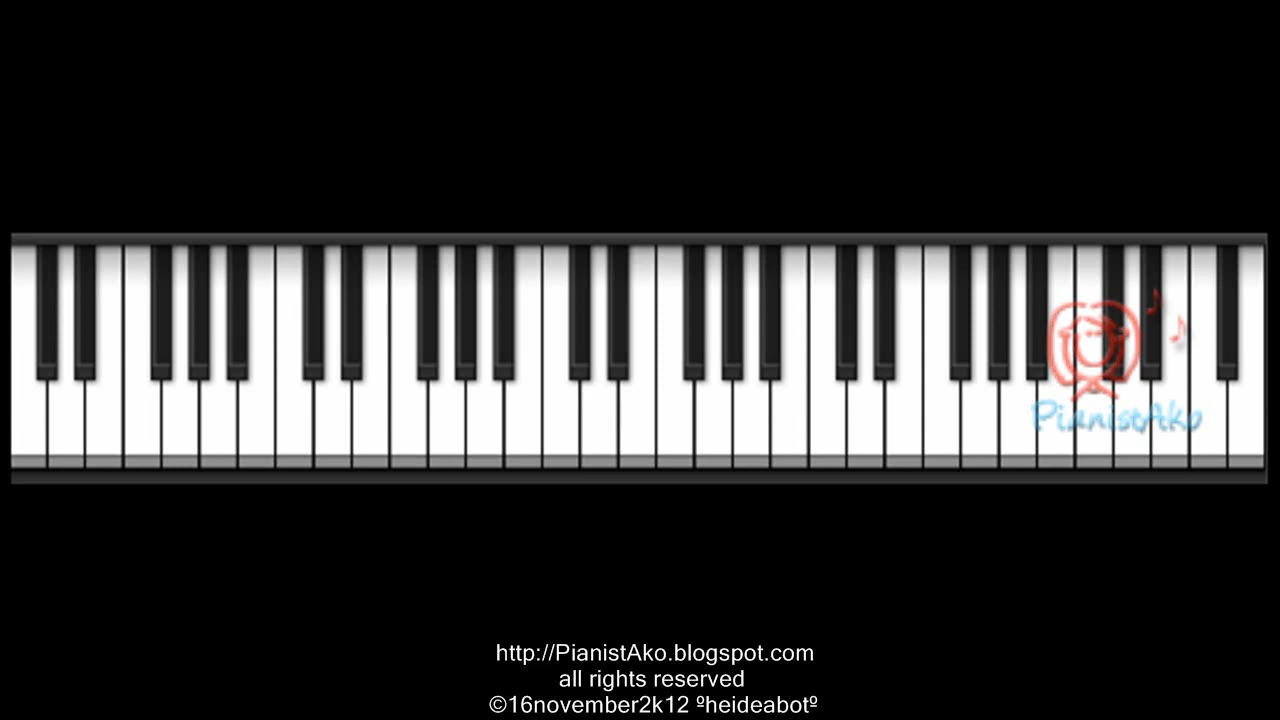 PianistAko
http://PianistAko.blogspot.com
all rights reserved
©16november2k12 ºheideabotº